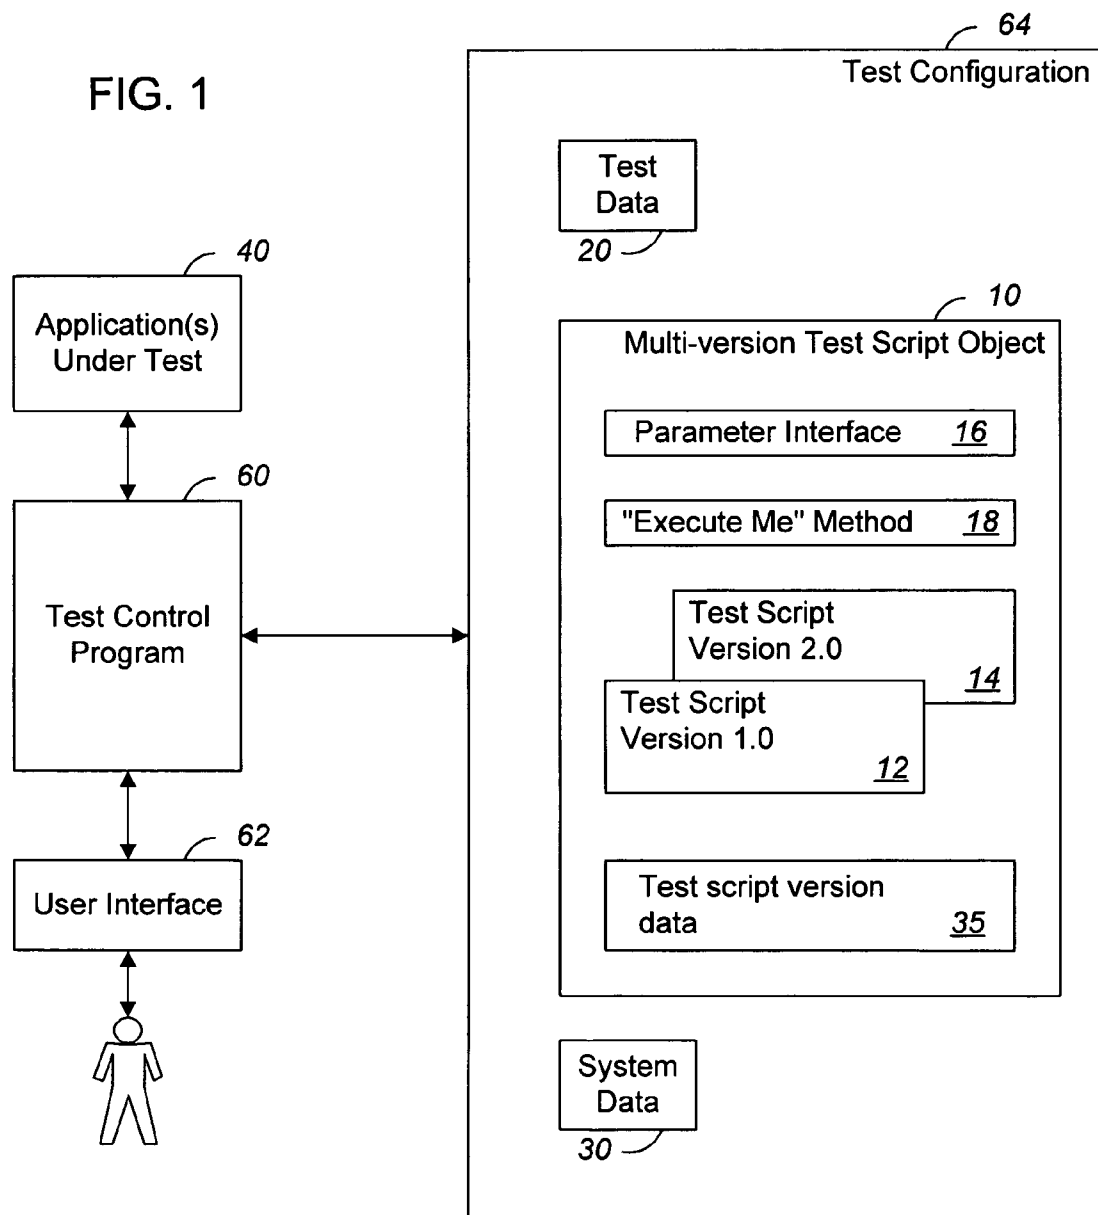 FIG. 1
64
Test Configuration
Test
Data
20
40
Application(s)
Under Test
60
Test Control
Program
62
User Interface
10
Multi-version Test Script Object
Parameter Interface 16
"Execute Me" Method 18
Test Script
Version 2.0
14
Test Script
Version 1.0
12
Test script version
data 35
System
Data
30